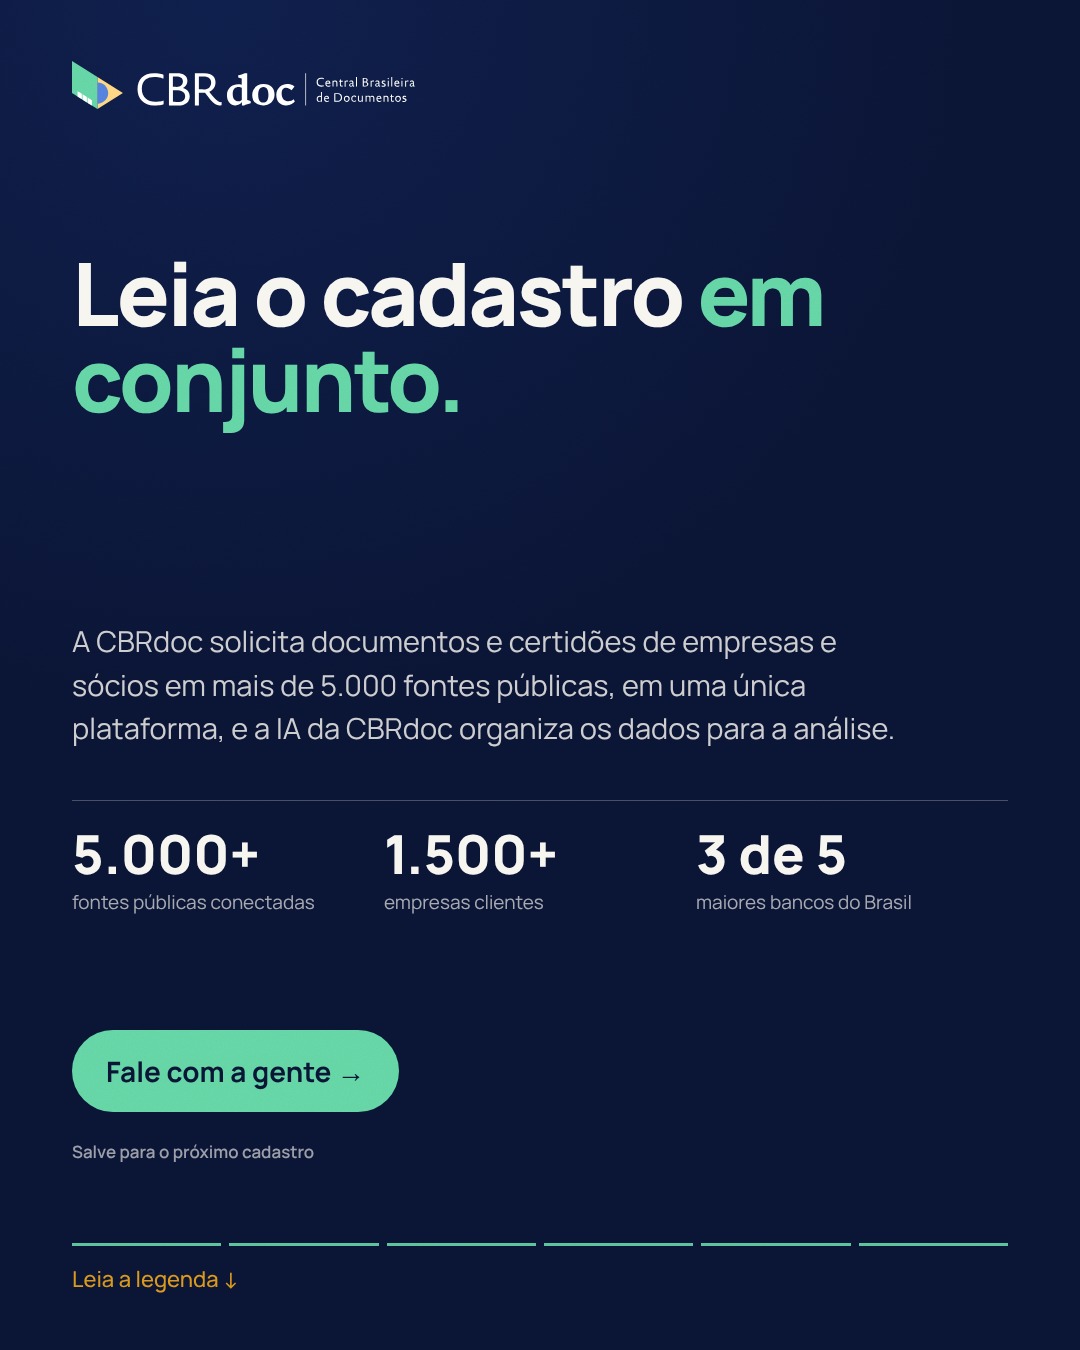 CBRdoc
Central Brasileira
de Documentos
Leia o cadastro em
conjunto.
A CBRdoc solicita documentos e certidões de empresas e
sócios em mais de 5.000 fontes públicas, em uma única
plataforma, e a IA da CBRdoc organiza os dados para a análise.
5.000+ 1.500+ 3 de 5
fontes públicas conectadas empresas clientes maiores bancos do Brasil
Fale com a gente →
Salve para o próximo cadastro
Leia a legenda ↓